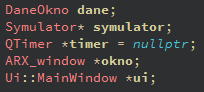 DaneOkno dane;
Symulator* symulator;
QTimer *timer = nullptr;
ARX_window *okno;
Ui::MainWindow *ui;